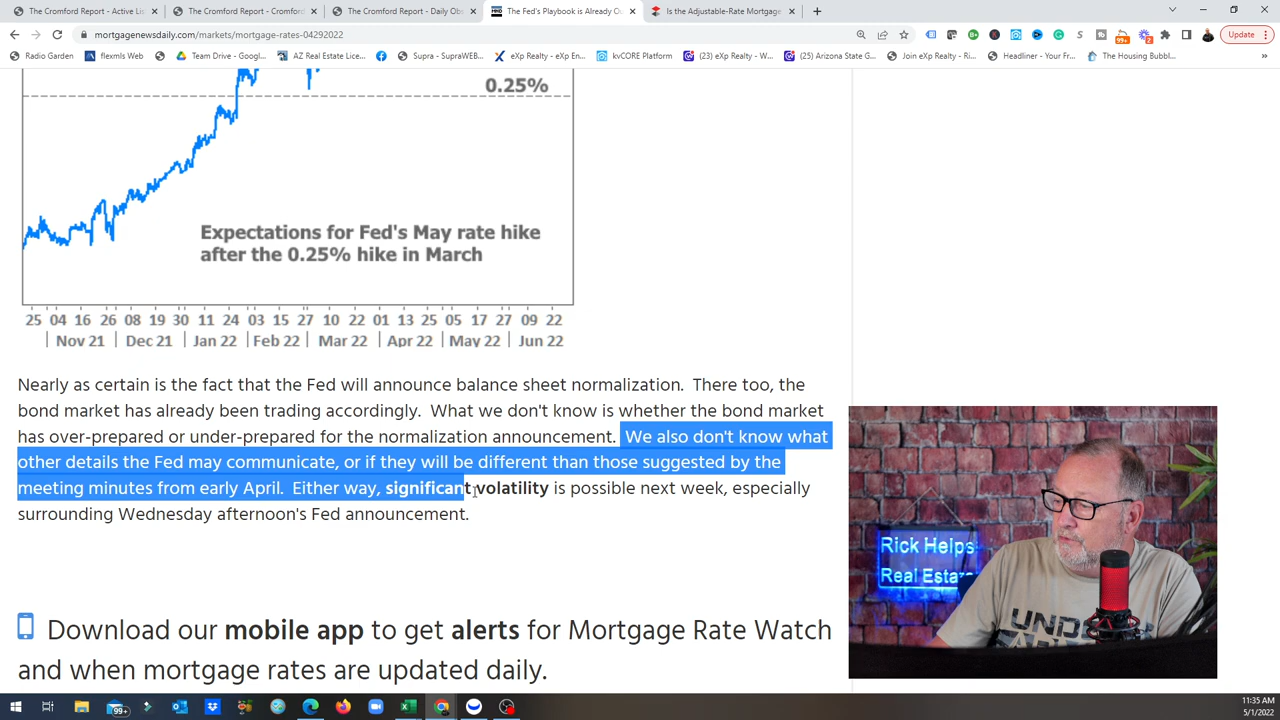 The Cromford Report - Active Lis
The Cromford Report - Cromford
The Cromford Report - Daily Obs
The Fed's Playbook is Already Ou
Is the Adjustable-Rate Mortgage
mortgagenewsdaily.com/markets/mortgage-rates-04292022
Update
Radio Garden
flexmls Web
Team Drive - Googl...
AZ Real Estate Lice...
Supra - SupraWEB...
eXp Realty - eXp En...
kvCORE Platform
(23) eXp Realty - W...
(25) Arizona State G...
Join eXp Realty - Ri...
Headliner - Your Fr...
The Housing Bubbl...
»
0.25%
Expectations for Fed's May rate hike
after the 0.25% hike in March
25 04 16 26 08 19 30 11 24 03 15 27 10 22 01 13 25 05 17 27 09 22
Nov 21 Dec 21 Jan 22 Feb 22 Mar 22 Apr 22 May 22 Jun 22
Nearly as certain is the fact that the Fed will announce balance sheet normalization. There too, the
bond market has already been trading accordingly. What we don't know is whether the bond market
has over-prepared or under-prepared for the normalization announcement. We also don't know what
other details the Fed may communicate, or if they will be different than those suggested by the
meeting minutes from early April. Either way, significant volatility is possible next week, especially
surrounding Wednesday afternoon's Fed announcement.
Rick Helps
Real Esta
UND
Download our mobile app to get alerts for Mortgage Rate Watch
and when mortgage rates are updated daily.
99+
11:35 AM
5/1/2022